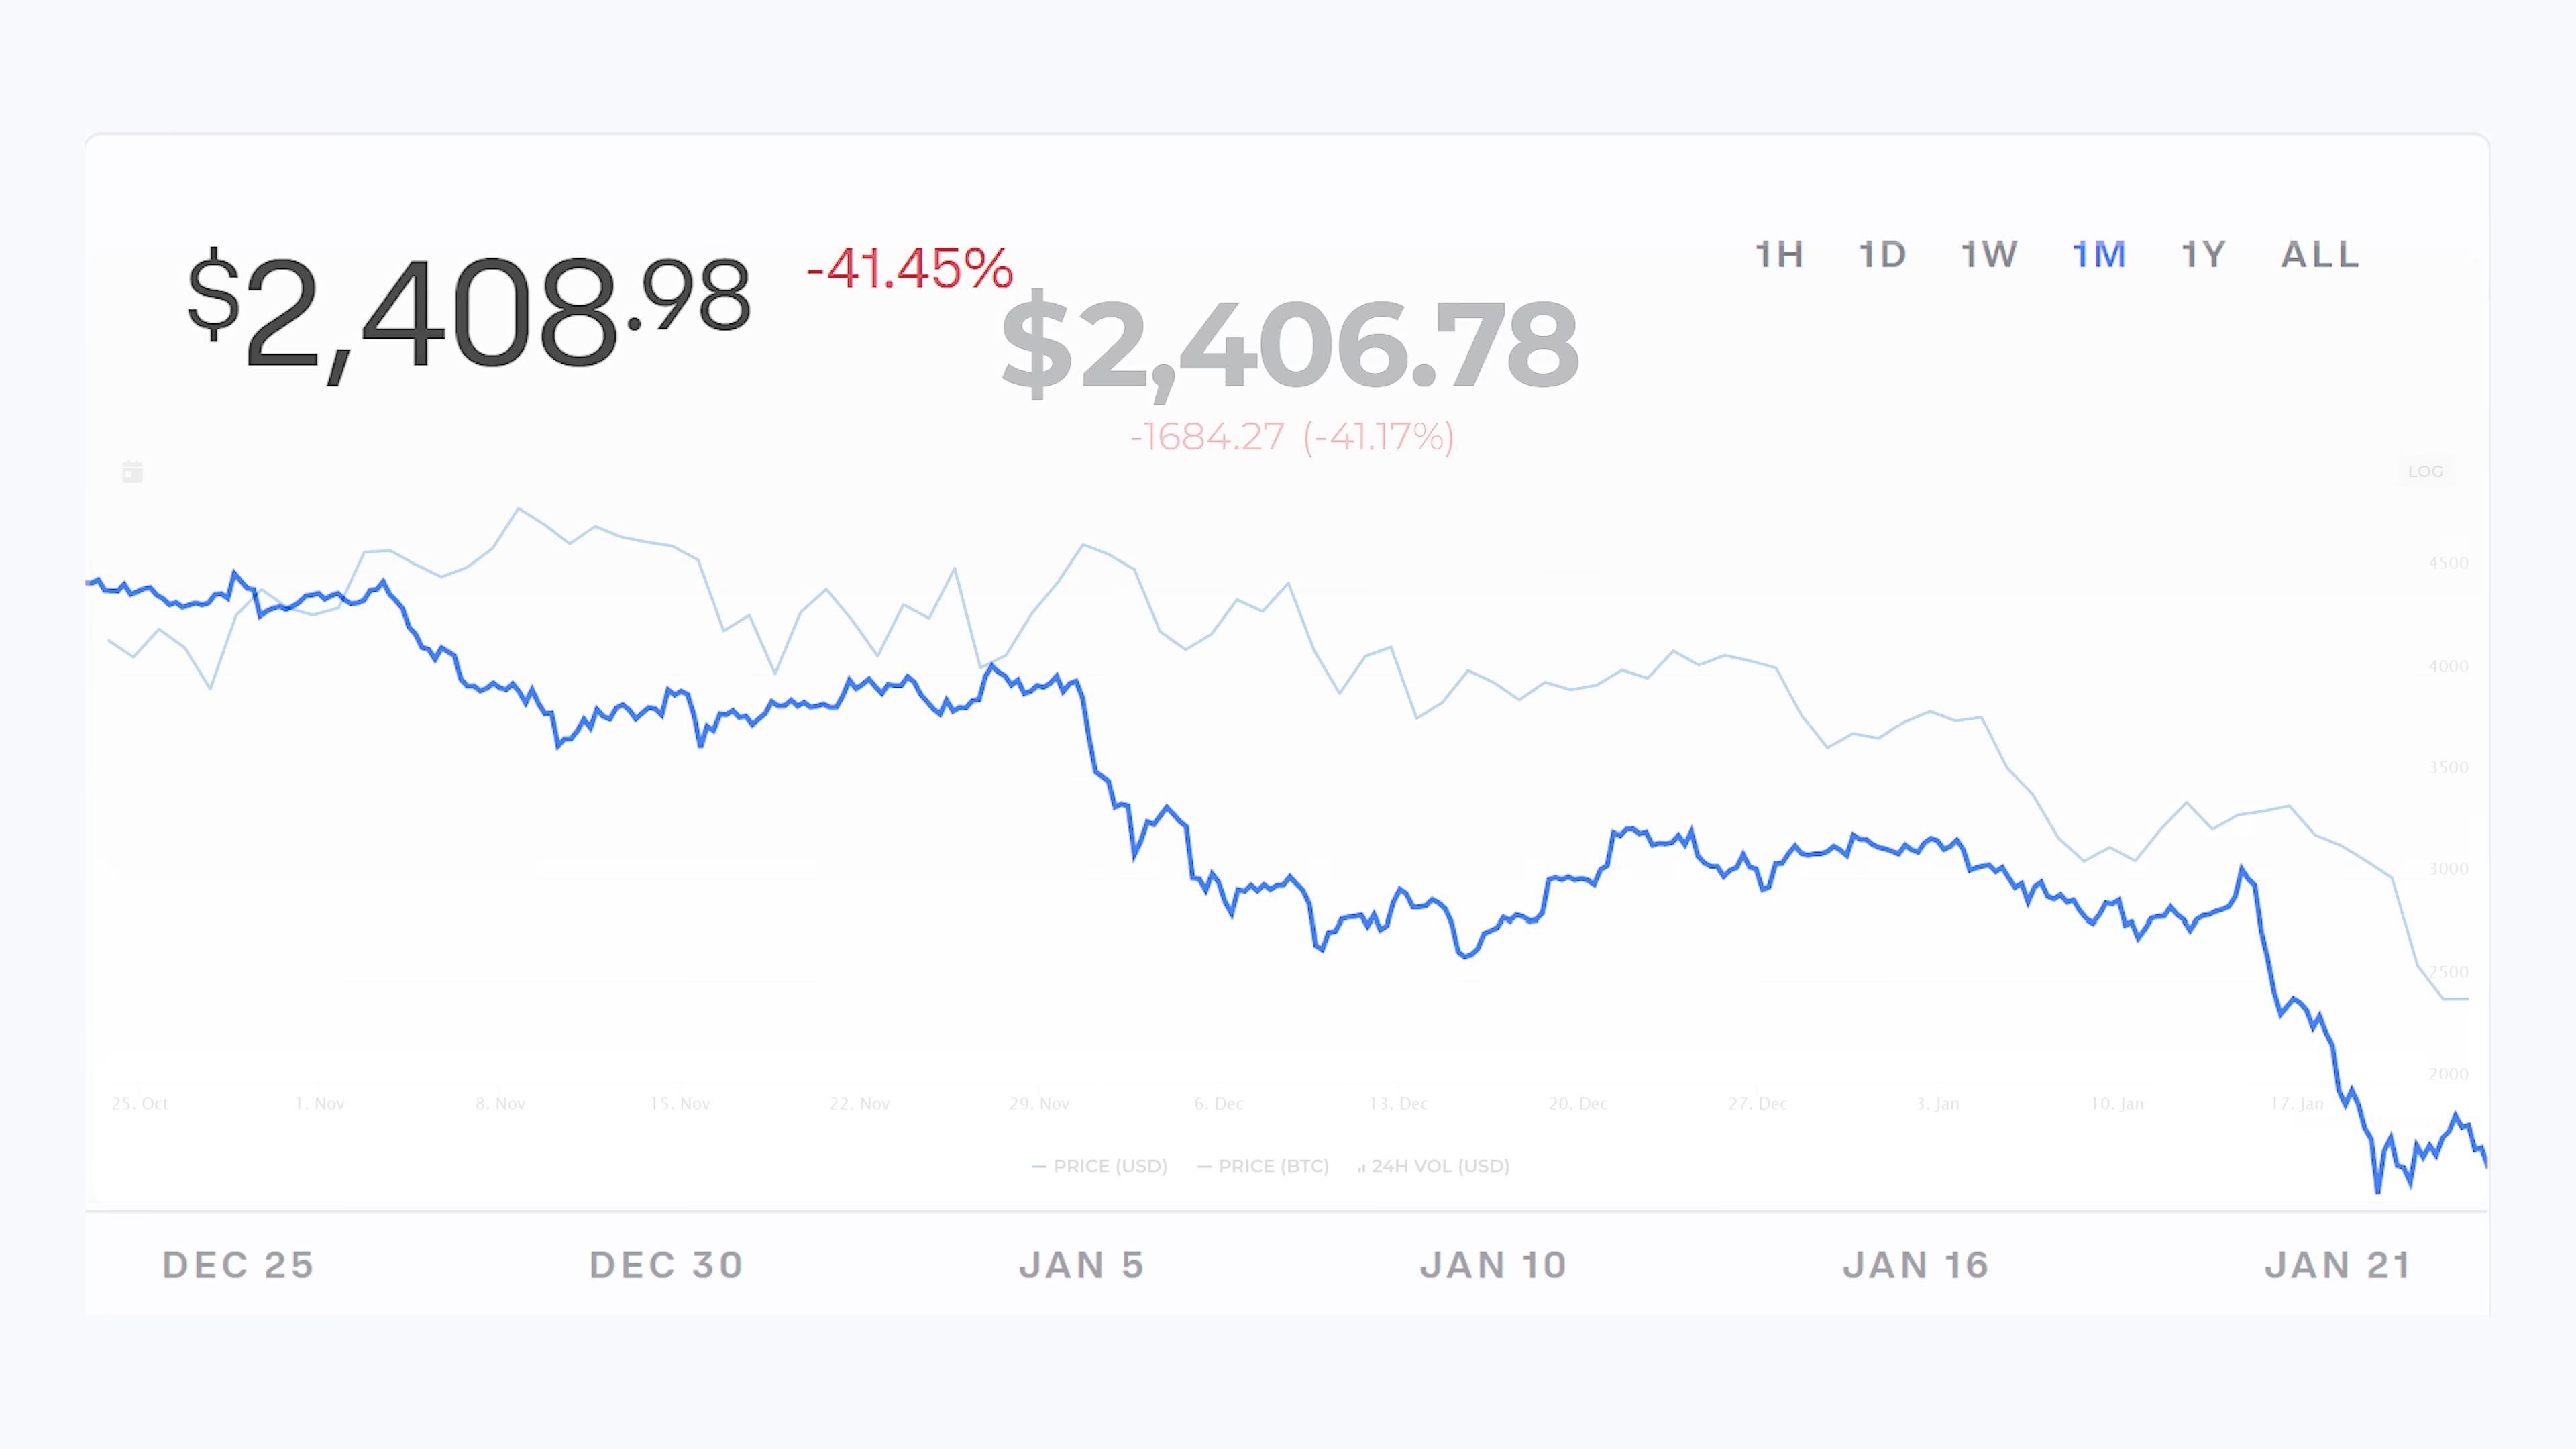 $2,408.98 -41.45%
1H 1D 1W 1M 1Y ALL
$2,406.78
-1684.27 (-41.17%)
LOG
4500
4000
3500
3000
2500
2000
25. Oct 1. Nov 8. Nov 15. Nov 22. Nov 29. Nov 6. Dec 13. Dec 20. Dec 27. Dec 3. Jan 10. Jan 17. Jan
PRICE (USD) PRICE (BTC) 24H VOL (USD)
DEC 25 DEC 30 JAN 5 JAN 10 JAN 16 JAN 21